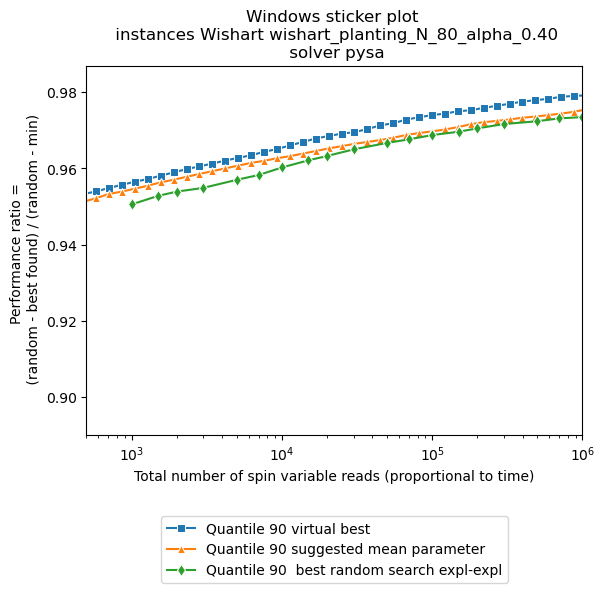 Windows sticker plot
instances Wishart wishart_planting_N_80_alpha_0.40
solver pysa
Performance ratio =
(random - best found) / (random - min)
0.98
0.96
0.94
0.92
0.90
10³
10⁴
10⁵
10⁶
Total number of spin variable reads (proportional to time)
Quantile 90 virtual best
Quantile 90 suggested mean parameter
Quantile 90  best random search expl-expl